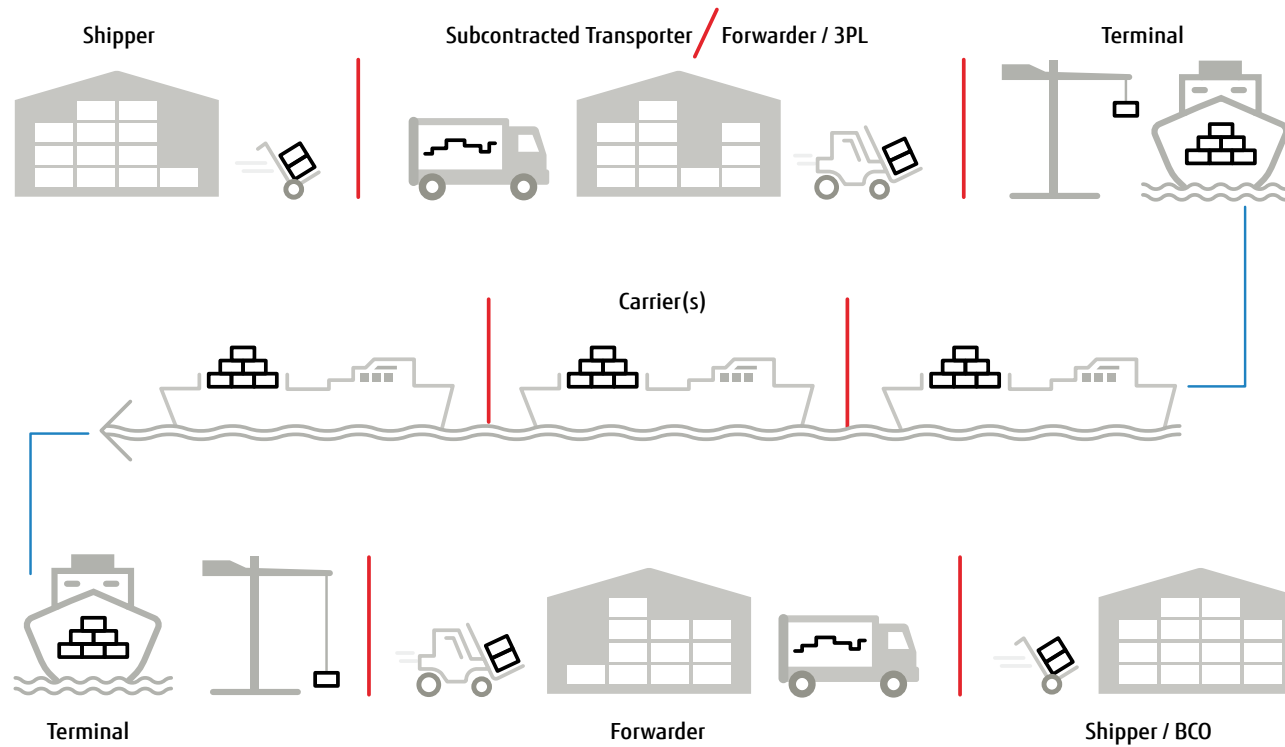 Shipper
Subcontracted Transporter / Forwarder / 3PL
Terminal
Carrier(s)
Terminal
Forwarder
Shipper / BCO